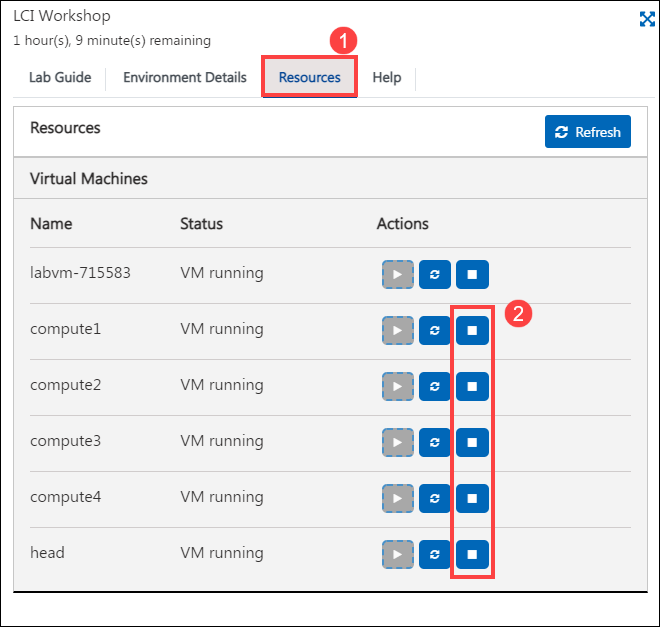 LCI Workshop
1 hour(s), 9 minute(s) remaining
1
Lab Guide Environment Details Resources Help
Resources Refresh
Virtual Machines
Name Status Actions
labvm-715583 VM running
2
compute1 VM running
compute2 VM running
compute3 VM running
compute4 VM running
head VM running